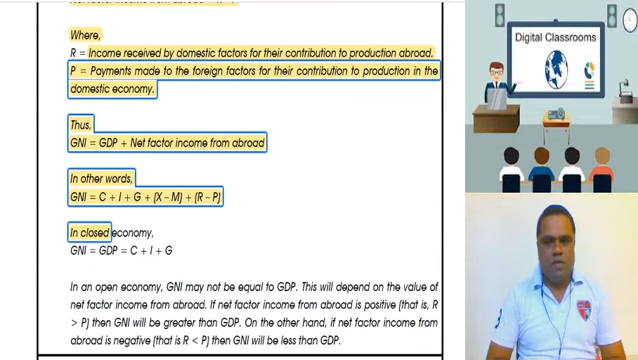 Where,
R = Income received by domestic factors for their contribution to production abroad.
P = Payments made to the foreign factors for their contribution to production in the
domestic economy.
Thus,
GNI = GDP + Net factor income from abroad
In other words,
GNI = C + I + G + (X – M) + (R – P)
In closed economy,
GNI = GDP = C + I + G
In an open economy, GNI may not be equal to GDP. This will depend on the value of
net factor income from abroad. If net factor income from abroad is positive (that is, R
> P) then GNI will be greater than GDP. On the other hand, if net factor income from
abroad is negative (that is R < P) then GNI will be less than GDP.
Digital Classrooms